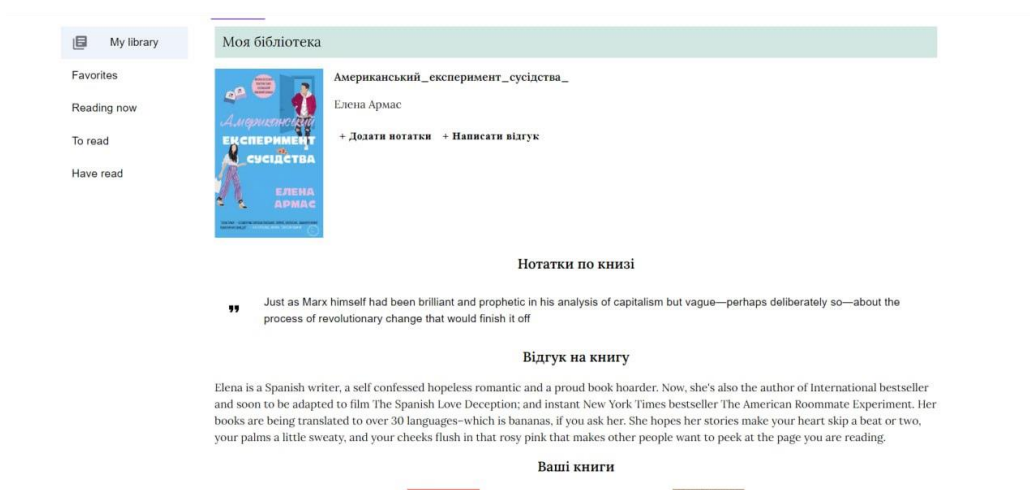 My library
Favorites
Reading now
To read
Have read
Моя бібліотека
Американський
ЕКСПЕРИМЕНТ
СУСІДСТВА
ЕЛЕНА
АРМАС
Американський_експеримент_сусідства_
Елена Армас
+ Додати нотатки + Написати відгук
Нотатки по книзі
" Just as Marx himself had been brilliant and prophetic in his analysis of capitalism but vague—perhaps deliberately so—about the
process of revolutionary change that would finish it off
Відгук на книгу
Elena is a Spanish writer, a self confessed hopeless romantic and a proud book hoarder. Now, she's also the author of International bestseller
and soon to be adapted to film The Spanish Love Deception; and instant New York Times bestseller The American Roommate Experiment. Her
books are being translated to over 30 languages–which is bananas, if you ask her. She hopes her stories make your heart skip a beat or two,
your palms a little sweaty, and your cheeks flush in that rosy pink that makes other people want to peek at the page you are reading.
Ваші книги